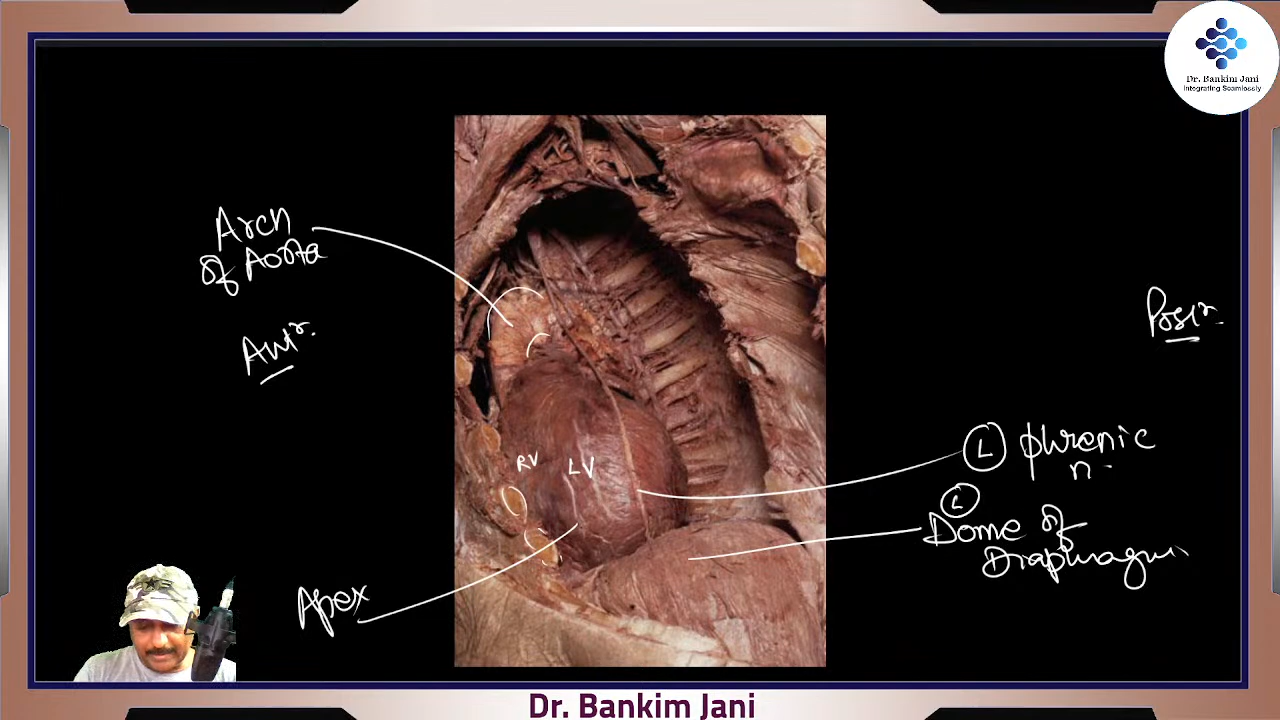 Dr. Bankim Jani
Integrating Seamlessly
Arch
of Aorta
Antr.
Postr.
RV
LV
L phrenic
n.
L
Dome of
Diaphragm
Apex
Dr. Bankim Jani